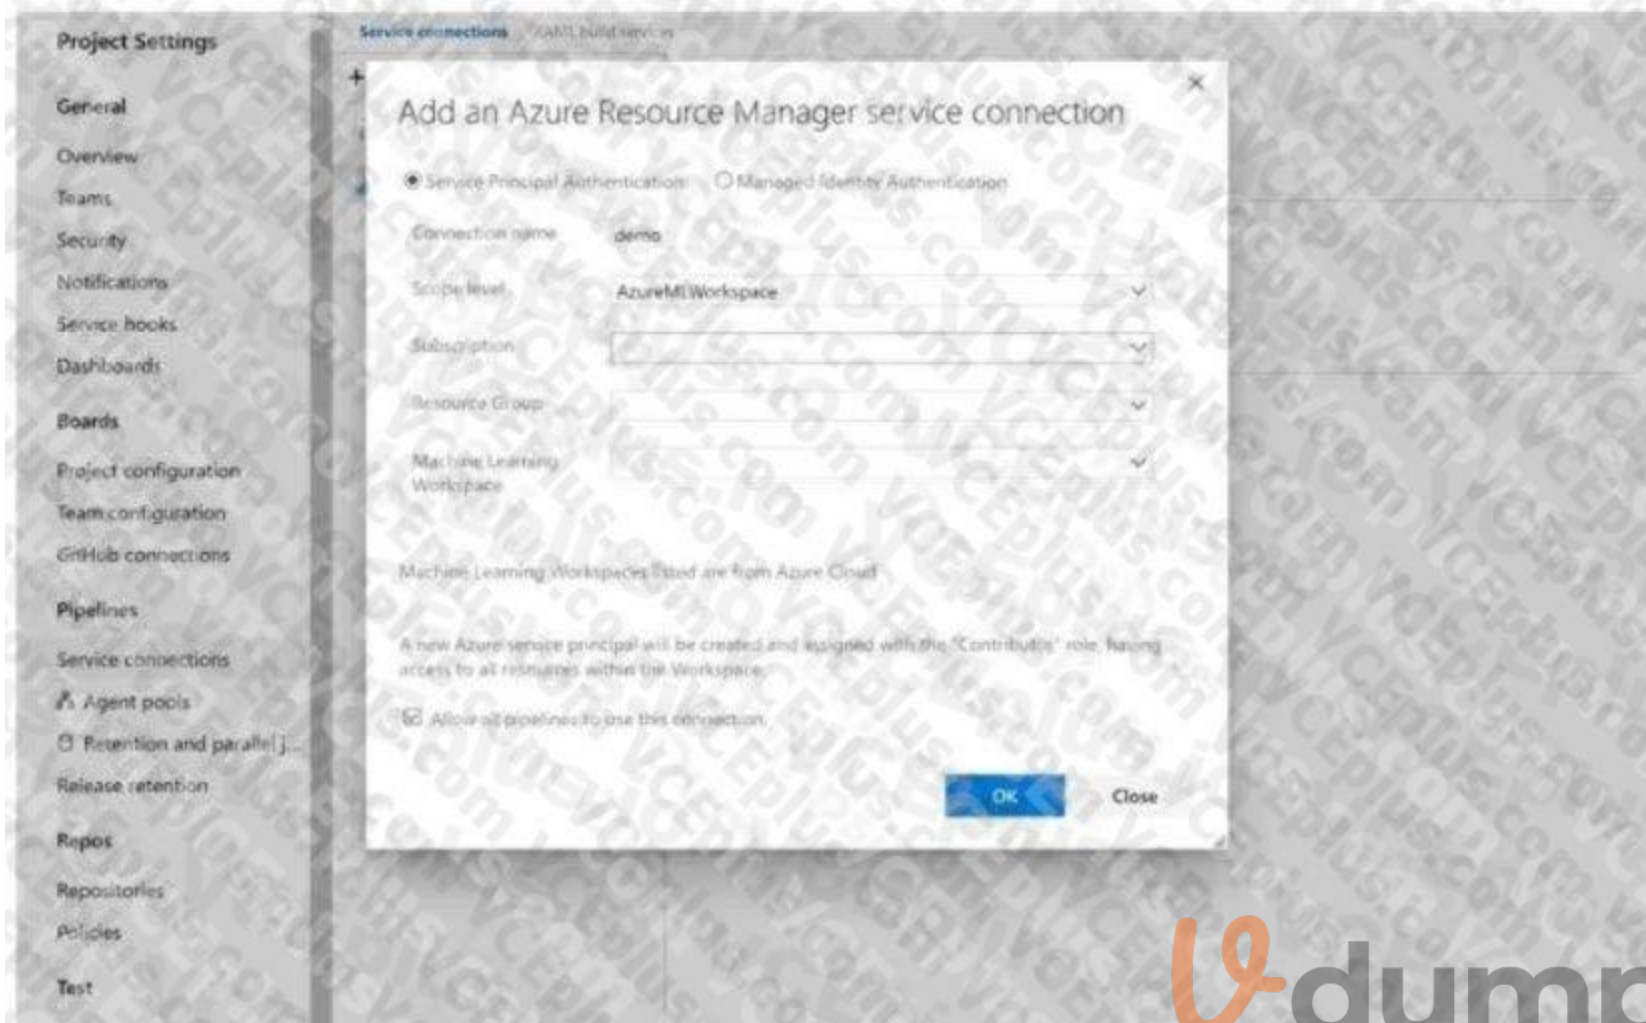 Project Settings
General
Overview
Teams
Security
Notifications
Service hooks
Dashboards
Boards
Project configuration
Team configuration
GitHub connections
Pipelines
Service connections
Agent pools
Retention and parallel j...
Release retention
Repos
Repositories
Policies
Test
Service connections XAML build services
Add an Azure Resource Manager service connection
Service Principal Authentication Managed Identity Authentication
Connection name demo
Scope level AzureMLWorkspace
Subscription
Resource Group
Machine Learning
Workspace
Machine Learning Workspaces listed are from Azure Cloud
A new Azure service principal will be created and assigned with the "Contributor" role, having
access to all resources within the Workspace.
Allow all pipelines to use this connection.
OK Close
VCEplus.com
dump